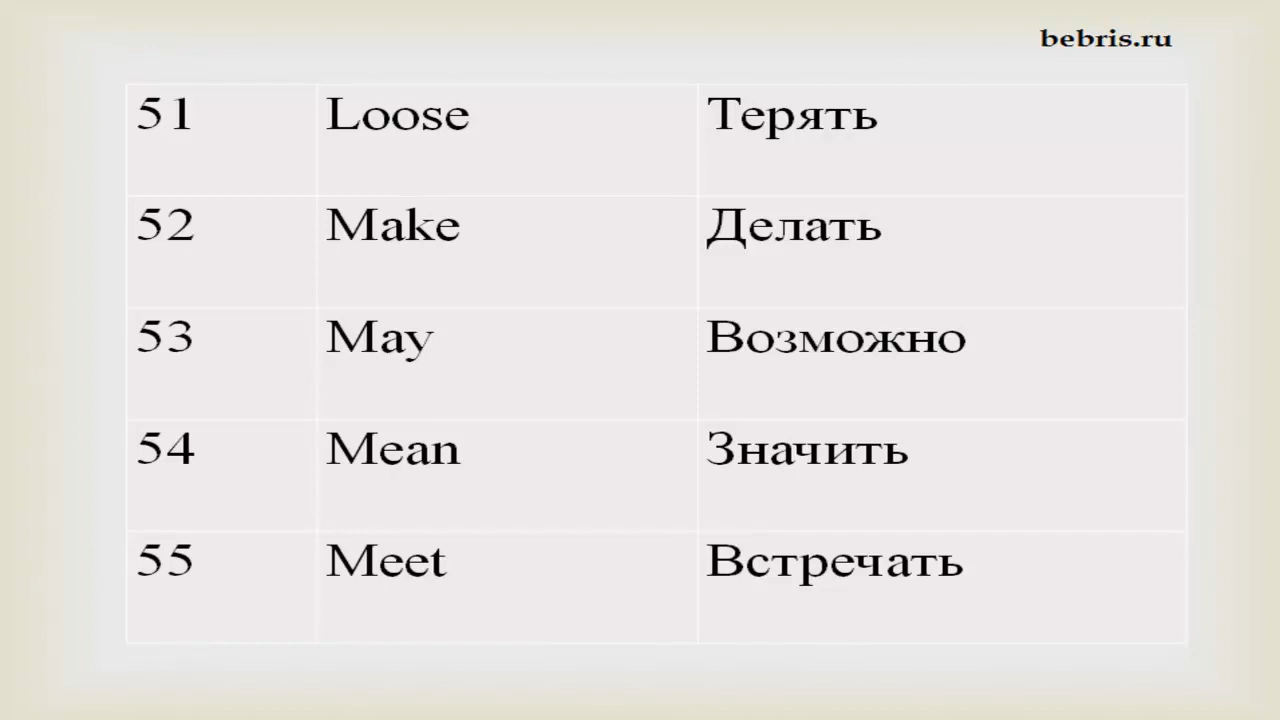 bebris.ru
51 Loose Терять
52 Make Делать
53 May Возможно
54 Mean Значить
55 Meet Встречать